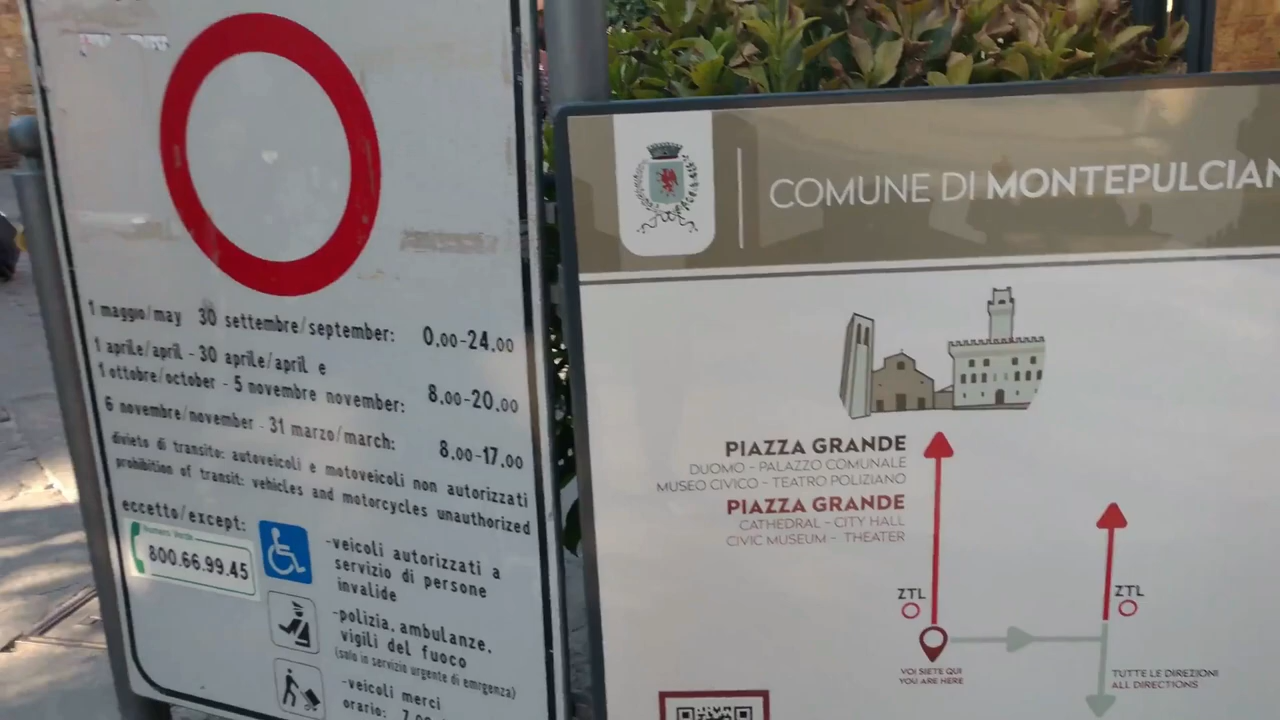 1 maggio/may 30 settembre/september: 0.00-24.00
1 aprile/april - 30 aprile/april e
1 ottobre/october - 5 novembre november: 8.00-20.00
6 novembre/november - 31 marzo/march: 8.00-17.00
divieto di transito: autoveicoli e motoveicoli non autorizzati
prohibition of transit: vehicles and motorcycles unauthorized
eccetto/except:
Numero Verde
800.66.99.45
-veicoli autorizzati a
servizio di persone
invalide
-polizia, ambulanze,
vigili del fuoco
(solo in servizio urgente di emrgenza)
-veicoli merci
orario:
COMUNE DI MONTEPULCIAN
PIAZZA GRANDE
DUOMO - PALAZZO COMUNALE
MUSEO CIVICO - TEATRO POLIZIANO
PIAZZA GRANDE
CATHEDRAL - CITY HALL
CIVIC MUSEUM - THEATER
ZTL
ZTL
VOI SIETE QUI
YOU ARE HERE
TUTTE LE DIREZIONI
ALL DIRECTIONS